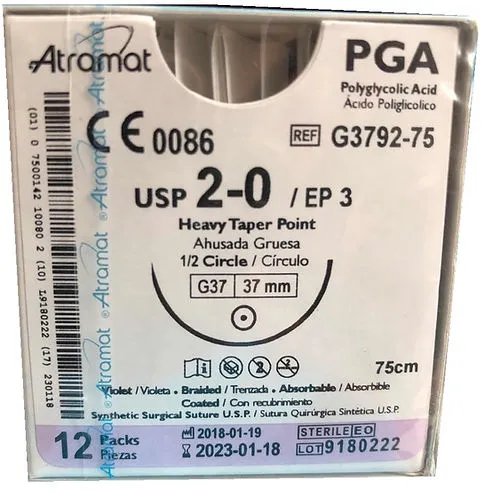 Atramat
PGA
Polyglycolic Acid
Ácido Poliglicolico
CE 0086
REF G3792-75
USP 2-0 / EP 3
Heavy Taper Point
Ahusada Gruesa
1/2 Circle / Círculo
G37 37 mm
75cm
Violet / Violeta . Braided / Trenzada . Absorbable / Absorbible
Coated / Con recubrimiento
Synthetic Surgical Suture U.S.P. / Sutura Quirúrgica Sintética U.S.P.
12 Packs
Piezas
2018-01-19
2023-01-18
STERILE EO
LOT 9180222
(01) 0 7500142 10080 2 (10) L9180222 (17) 230118
Atramat ® Atramat ® Atramat ® Atramat ®